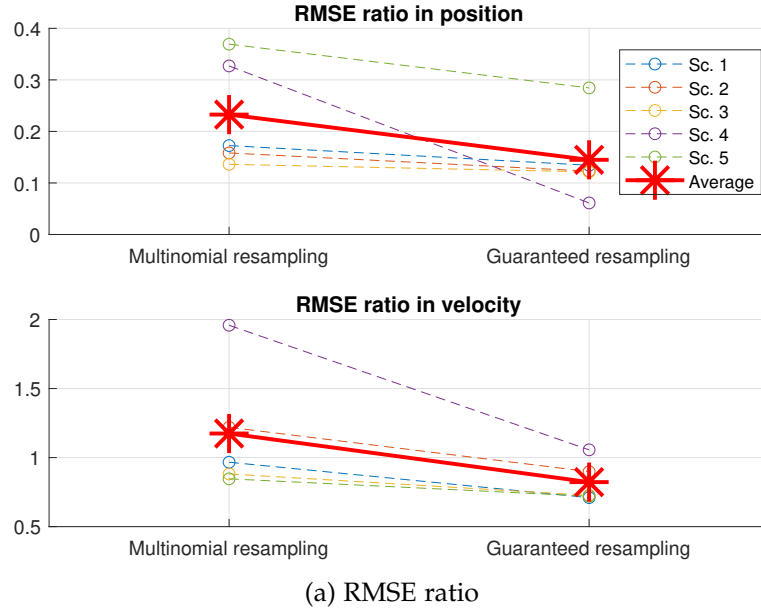 RMSE ratio in position
0.4
0.3
0.2
0.1
0
Sc. 1
Sc. 2
Sc. 3
Sc. 4
Sc. 5
Average
Multinomial resampling
Guaranteed resampling
RMSE ratio in velocity
2
1.5
1
0.5
Multinomial resampling
Guaranteed resampling
(a) RMSE ratio